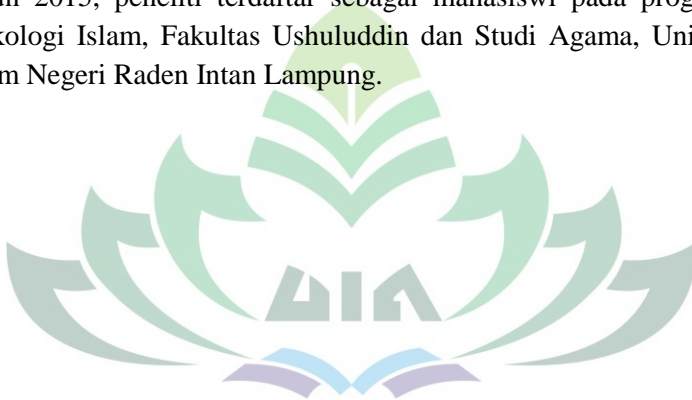 un 2015, peneliti terdaftar sebagai mahasiswi pada prog
kologi Islam, Fakultas Ushuluddin dan Studi Agama, Uni
m Negeri Raden Intan Lampung.
UIN